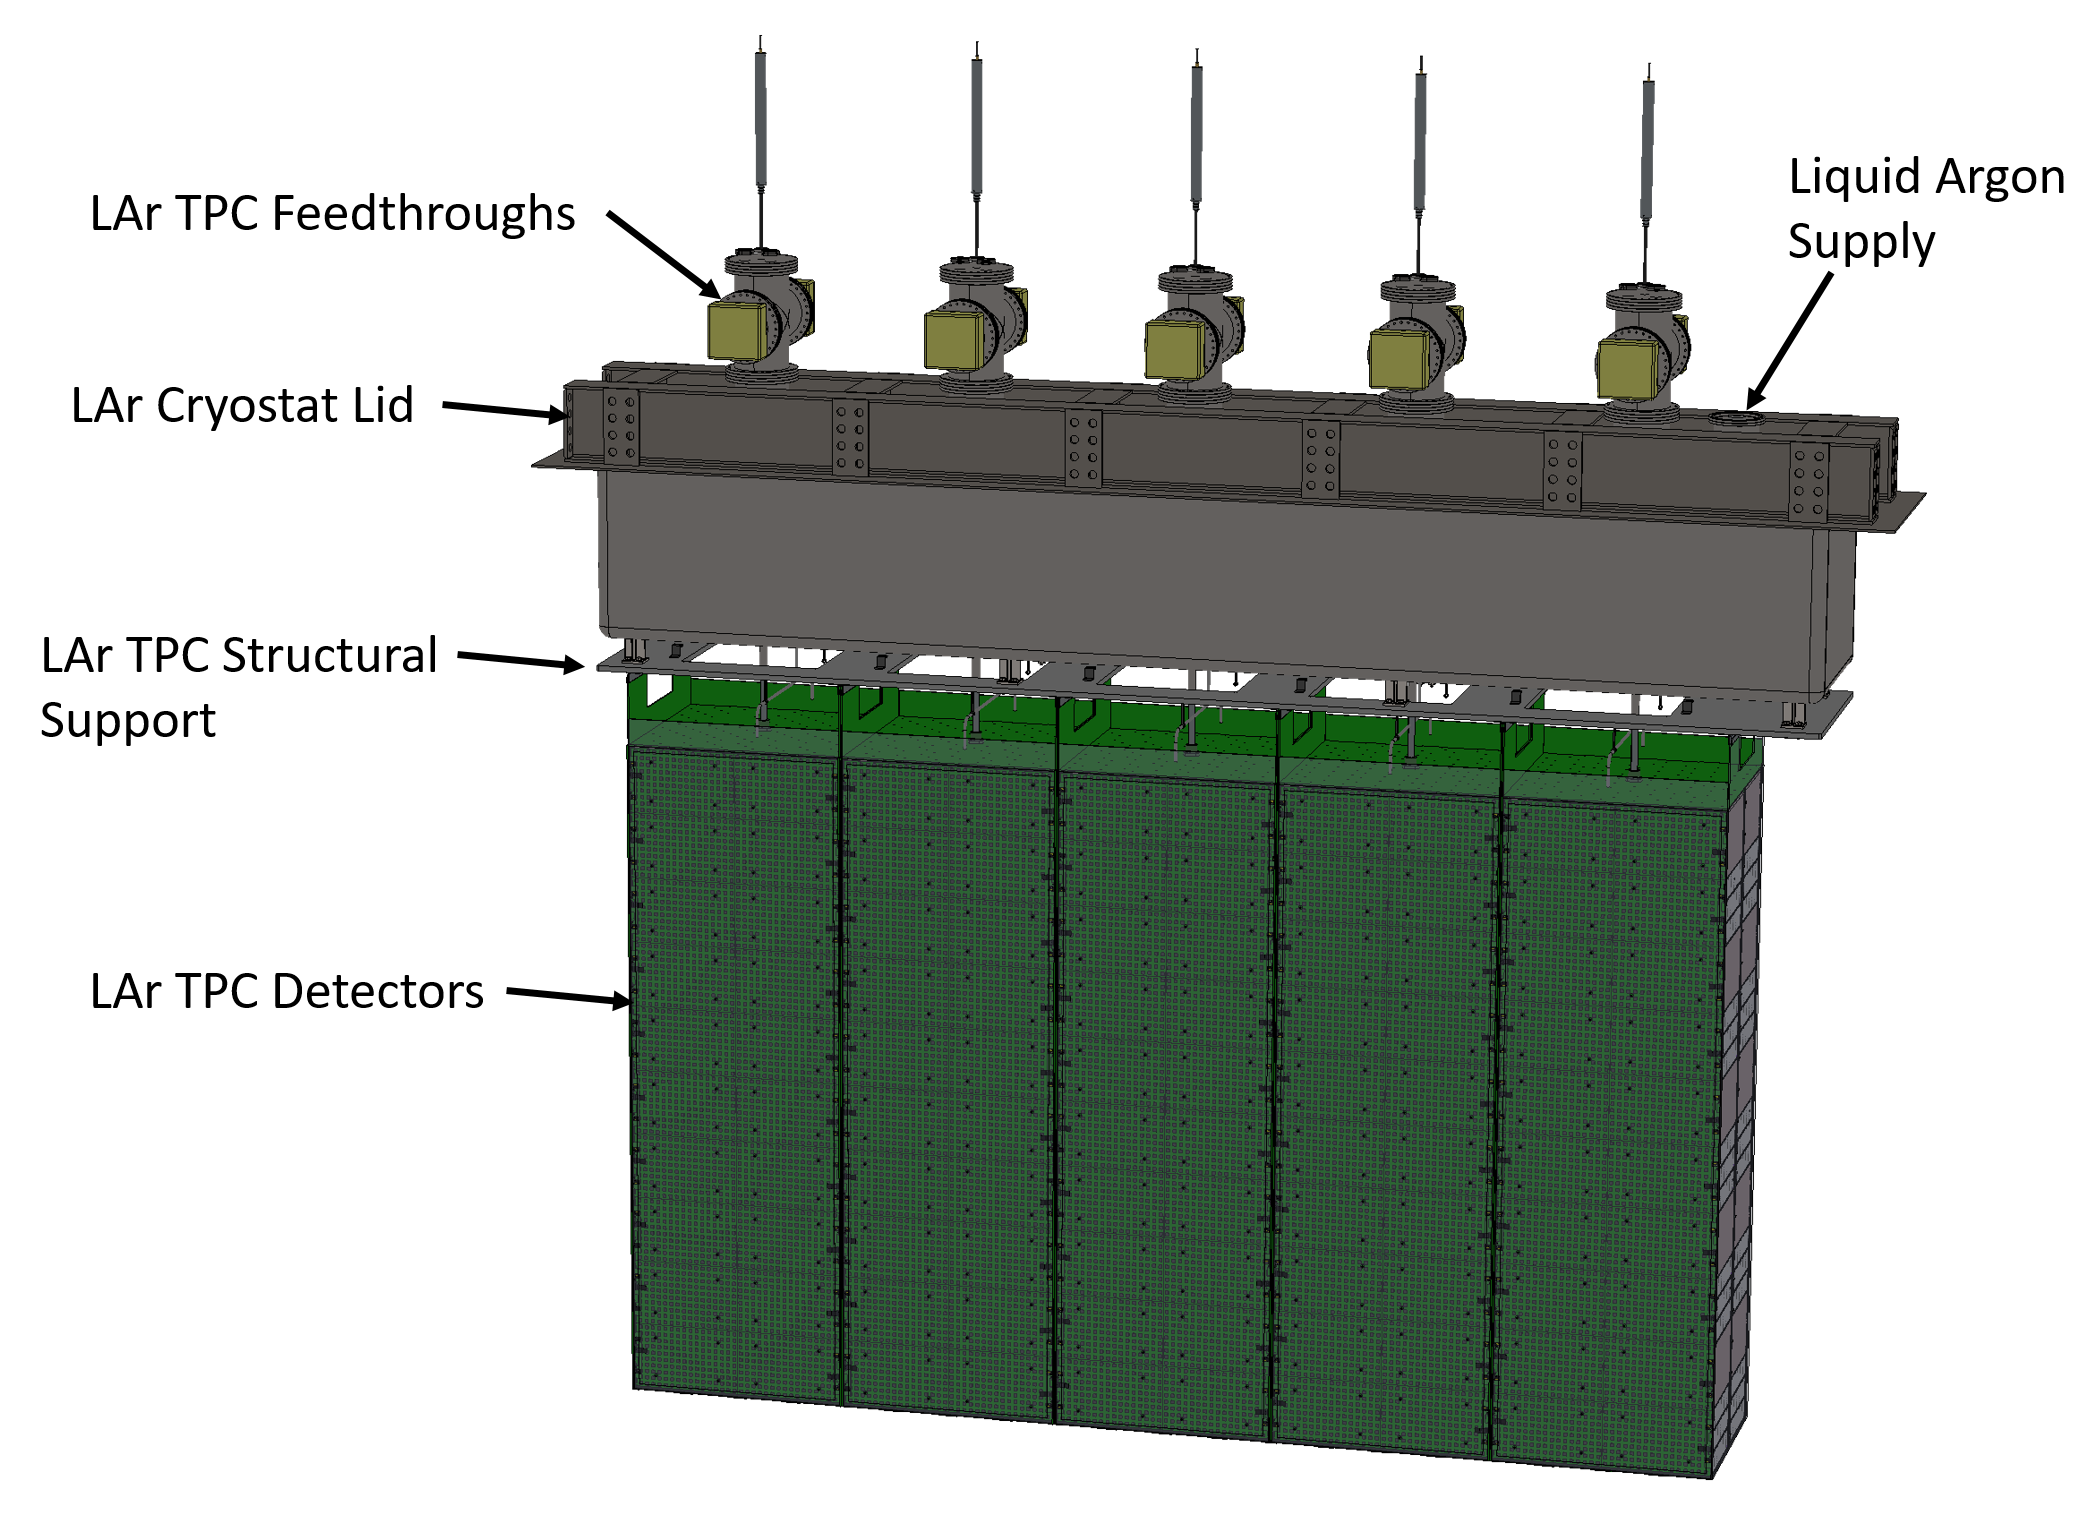 LAr TPC Feedthroughs
Liquid Argon
Supply
LAr Cryostat Lid
LAr TPC Structural
Support
LAr TPC Detectors